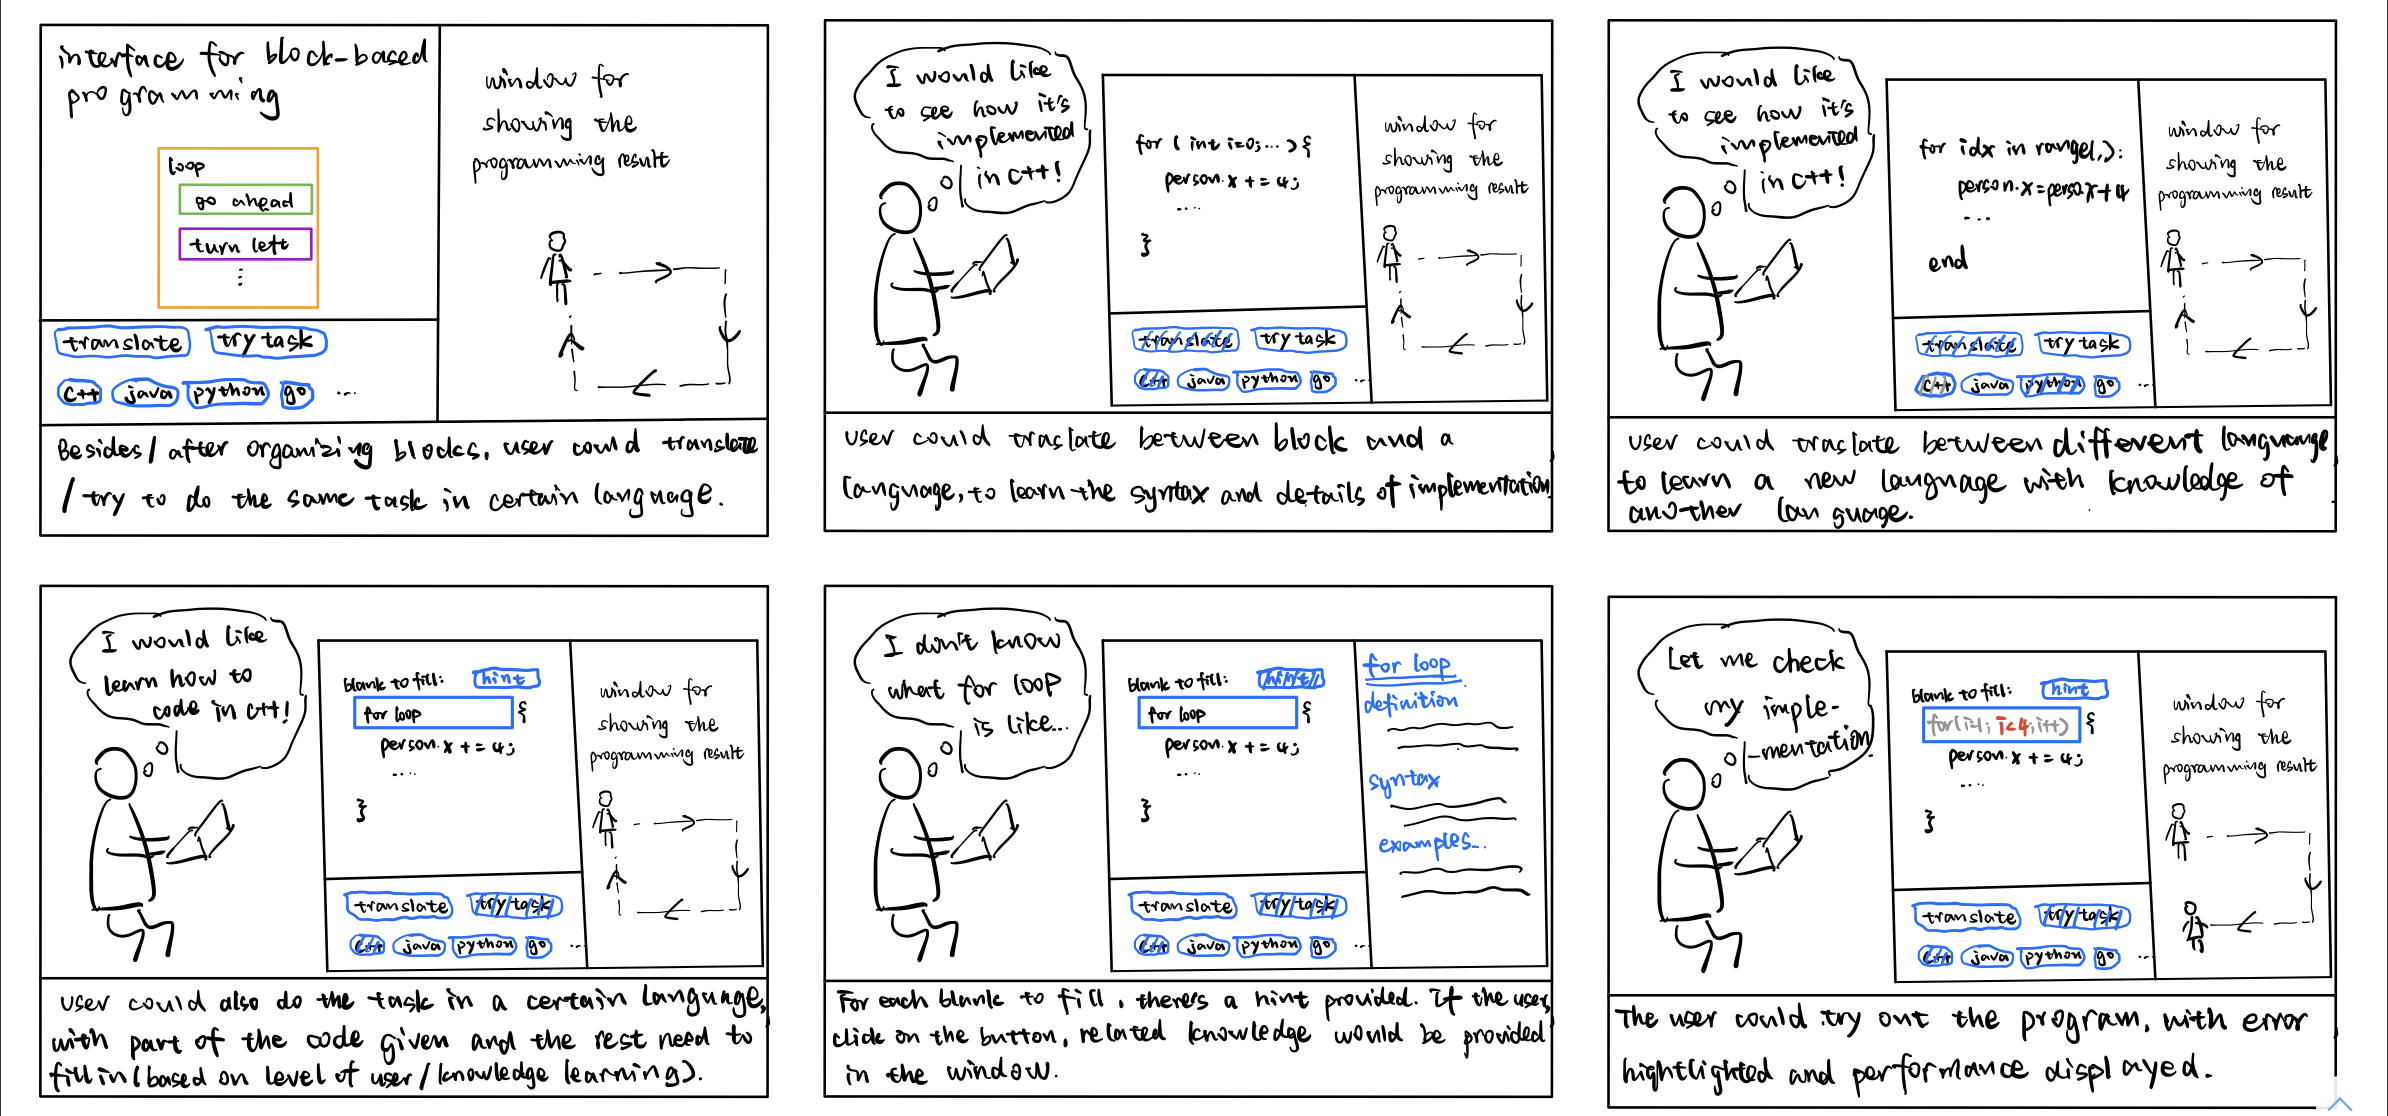 interface for block-based
programming
loop
go ahead
turn left
translate
try task
c++
java
python
go
...
window for
showing the
programming result
Besides/ after organizing blocks, user could translate
/ try to do the same task in certain language.
I would like
to see how it's
implemented
in c++!
for ( int i=0; ... ) {
person.x += 4;
....
}
translate
try task
c++
java
python
go
...
window for
showing the
programming result
user could traslate between block and a
language, to learn the syntax and details of implementation
I would like
to see how it's
implemented
in c++!
for idx in range(,):
person.x=perso.x+4
...
end
translate
try task
c++
java
python
go
...
window for
showing the
programming result
user could traslate between different language
to learn a new language with knowledge of
another language.
I would like
learn how to
code in c++!
blank to fill:
hint
for loop {
person.x += 4;
....
}
translate
try task
c++
java
python
go
...
window for
showing the
programming result
user could also do the task in a certain language,
with part of the code given and the rest need to
fill in (based on level of user/knowledge learning).
I don't know
what for loop
is like...
blank to fill:
hint
for loop {
person.x += 4;
....
}
translate
try task
c++
java
python
go
...
for loop
definition
syntax
examples...
For each blank to fill, there's a hint provided. If the user
click on the button, related knowledge would be provided
in the window.
Let me check
my imple-
-mentation
blank to fill:
hint
for(i=1; i<4; i++) {
person.x += 4;
....
}
translate
try task
c++
java
python
go
...
window for
showing the
programming result
The user could try out the program, with error
hightlighted and performance displayed.